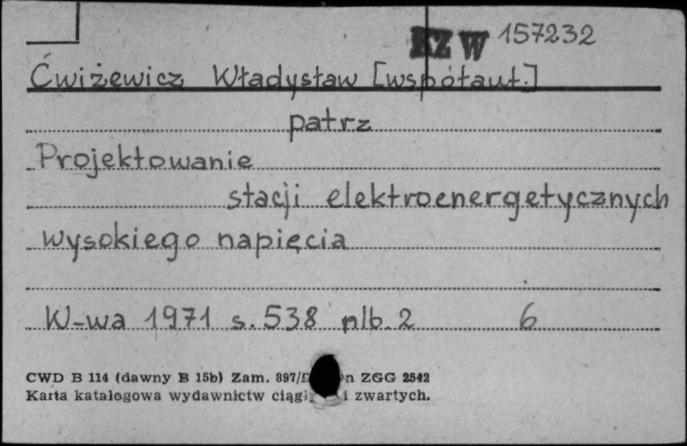 KZ W 157232
Ćwiżewicz Władysław [współaut.]
patrz
Projektowanie
stacji elektroenergetycznych
wysokiego napięcia
W-wa 1971 s. 538 nlb. 2 6
CWD B 114 (dawny B 15b) Zam. 897/ n ZGG 2542
Karta katalogowa wydawnictw i zwartych.